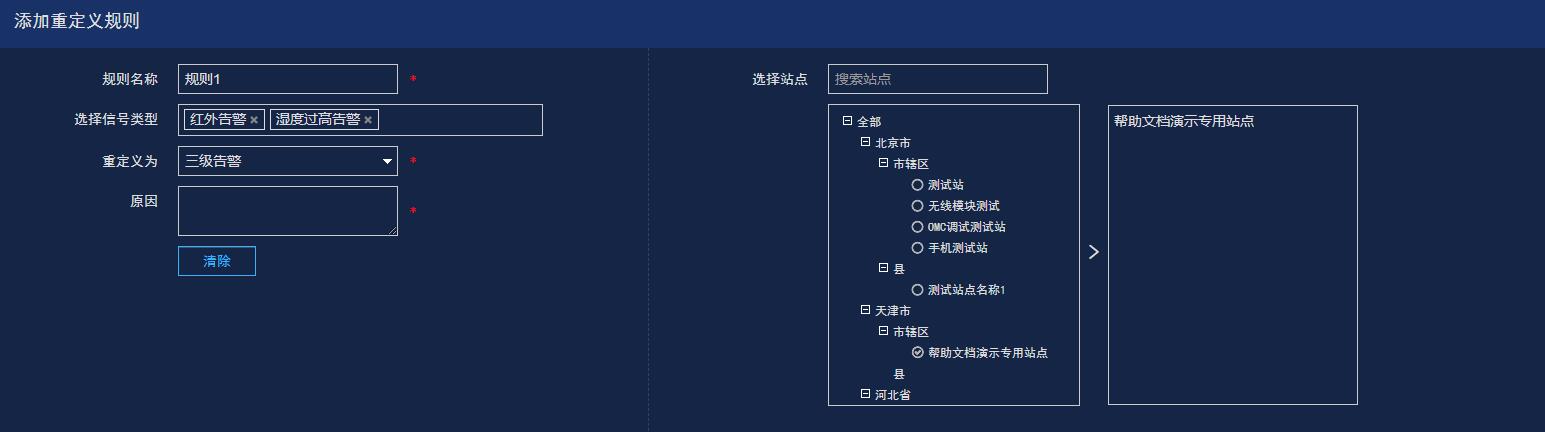 添加重定义规则
规则名称
规则1
*
选择信号类型
红外告警 × 湿度过高告警 ×
重定义为
三级告警
*
原因
*
清除
选择站点
搜索站点
全部
北京市
市辖区
测试站
无线模块测试
OMC调试测试站
手机测试站
县
测试站点名称1
天津市
市辖区
帮助文档演示专用站点
县
河北省
帮助文档演示专用站点